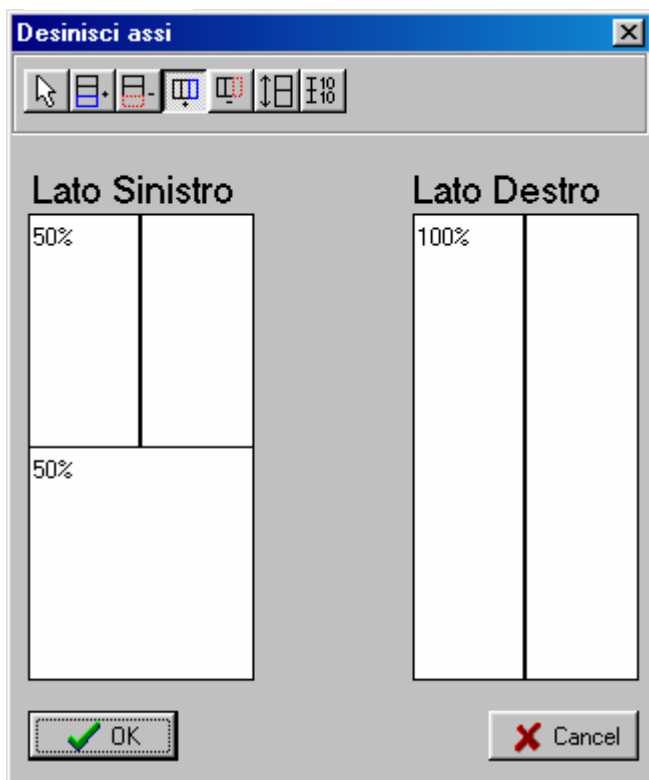 Desinisci assi
+ - + - 10 10
Lato Sinistro
Lato Destro
50%
100%
50%
OK
Cancel